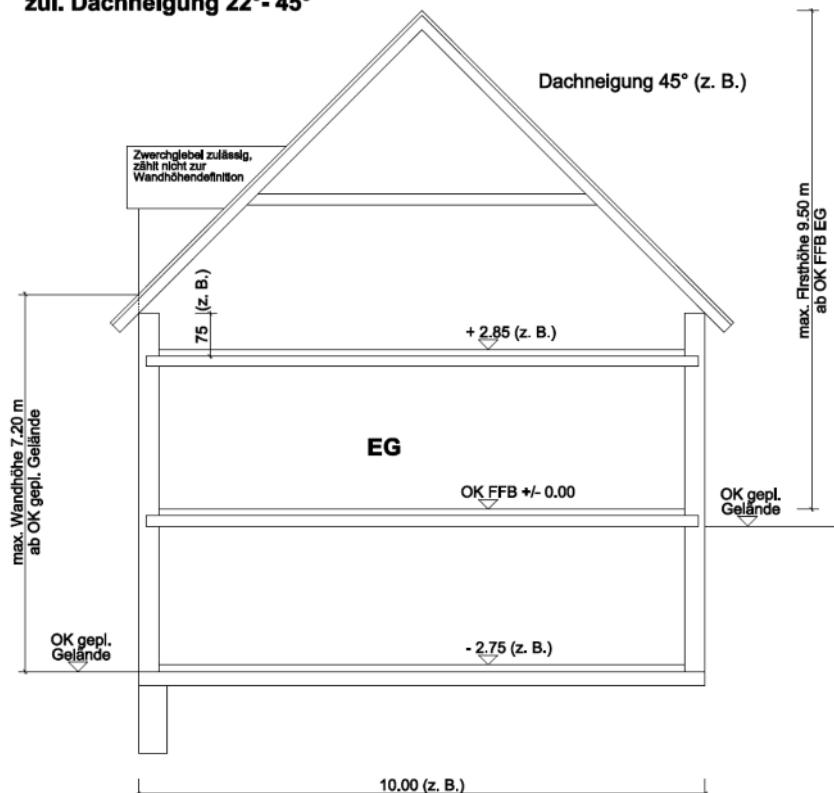 zul. Dachneigung 22°- 45°
Dachneigung 45° (z. B.)
Zwerchgiebel zulässig,
zählt nicht zur
Wandhöhendefinition
max. Firsthöhe 9.50 m
ab OK FFB EG
75 (z. B.)
+ 2.85 (z. B.)
max. Wandhöhe 7.20 m
ab OK gepl. Gelände
EG
OK FFB +/- 0.00
OK gepl.
Gelände
OK gepl.
Gelände
- 2.75 (z. B.)
10.00 (z. B.)